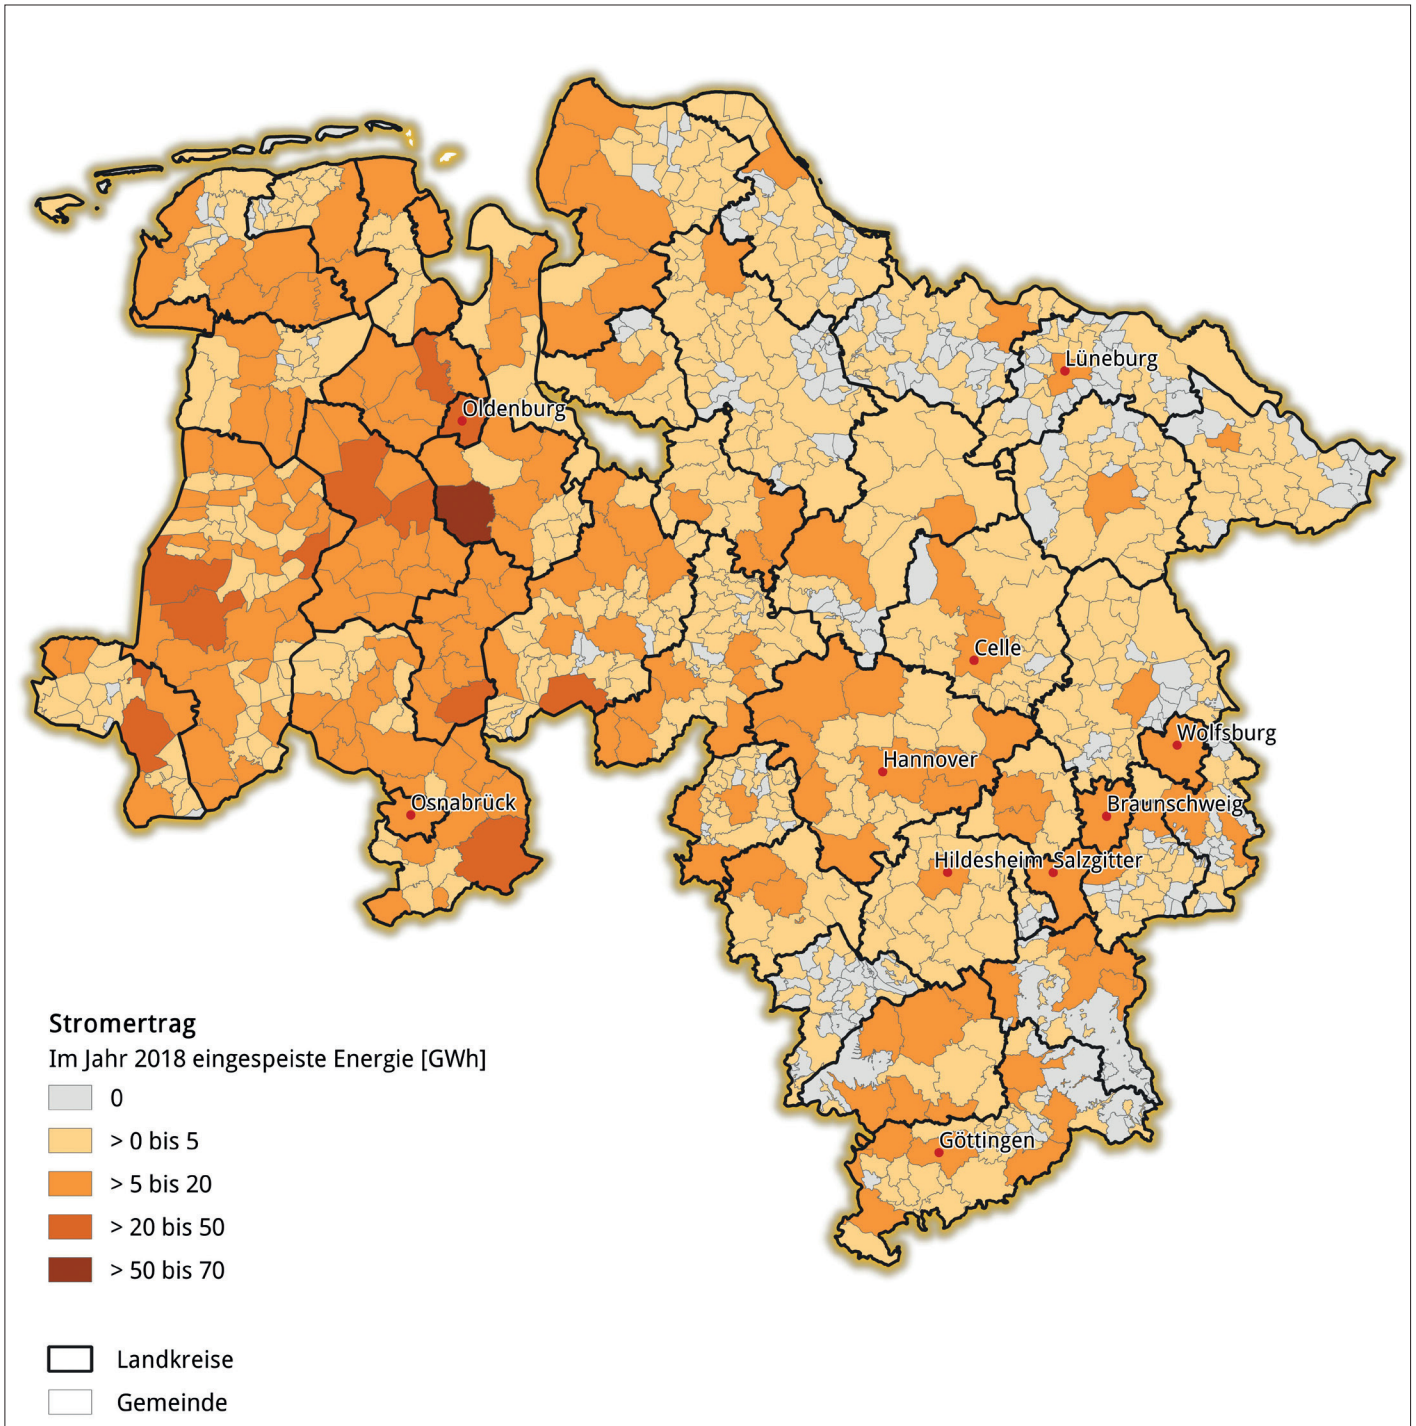 Lüneburg
Oldenburg
Celle
Wolfsburg
Hannover
Osnabrück
Braunschweig
Hildesheim
Salzgitter
Göttingen
Stromertrag
Im Jahr 2018 eingespeiste Energie [GWh]
0
> 0 bis 5
> 5 bis 20
> 20 bis 50
> 50 bis 70
Landkreise
Gemeinde